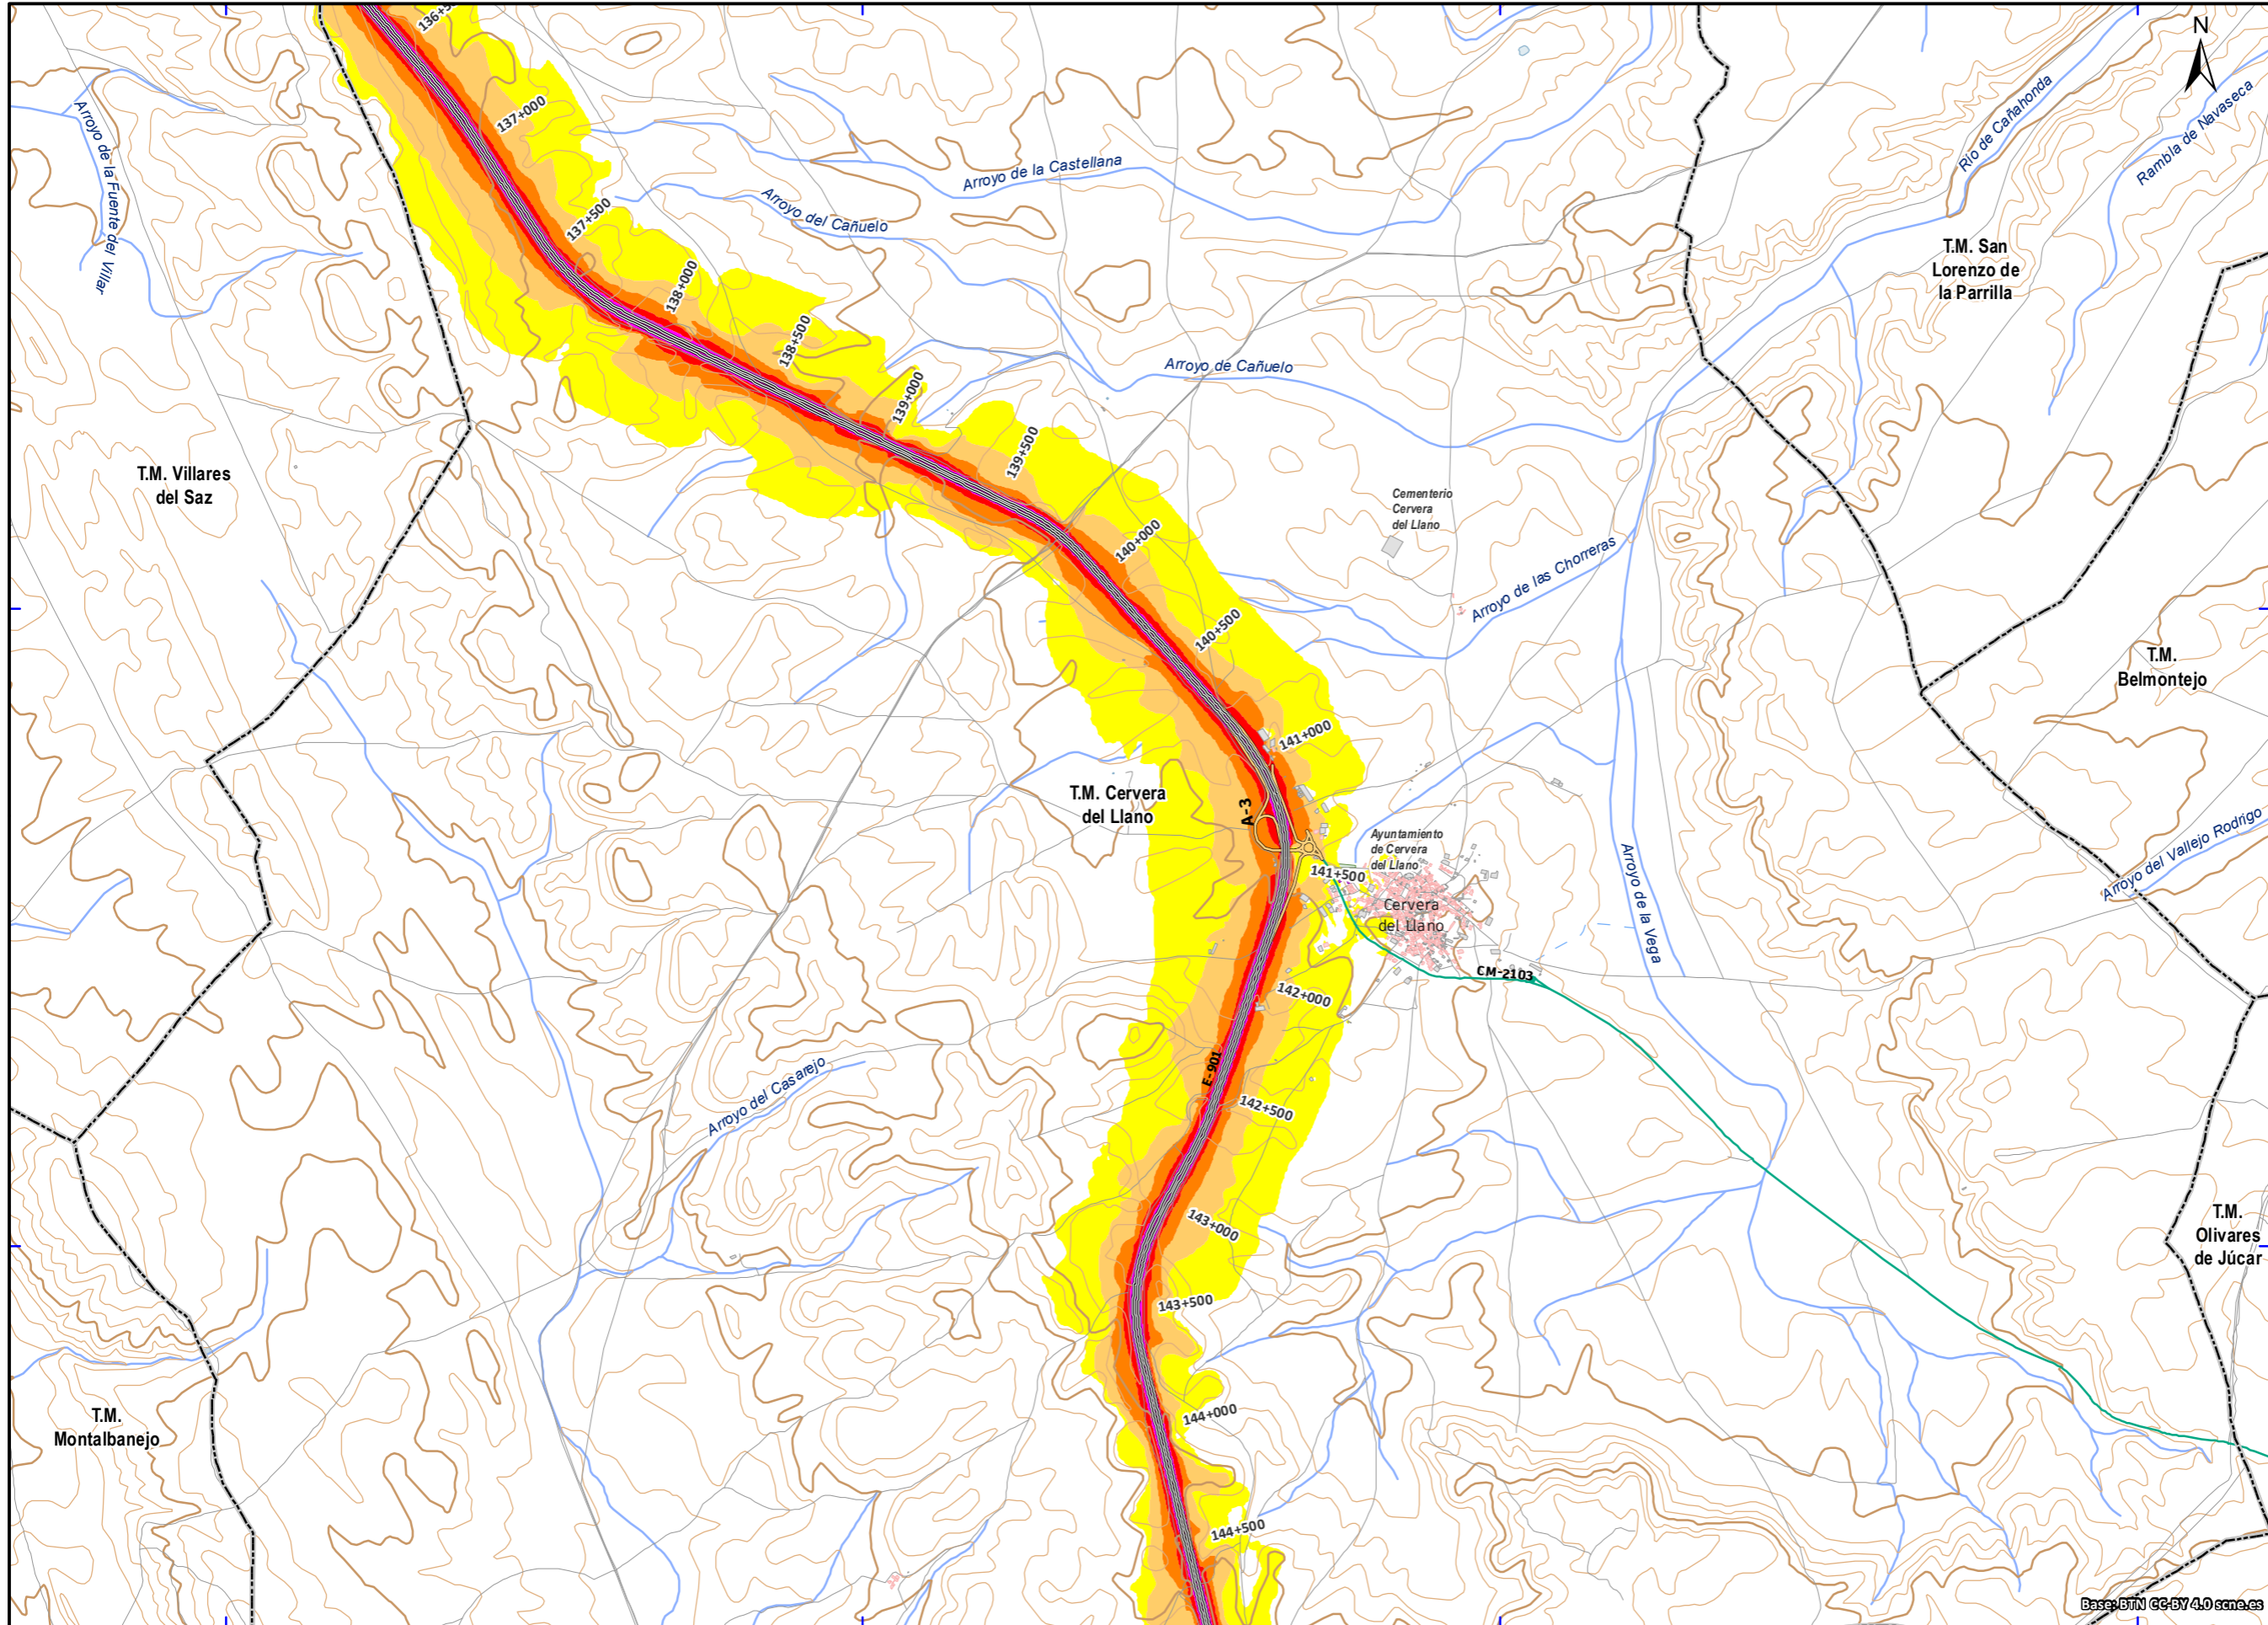 136+5
N
137+000
Arroyo de la Fuente del Villar
Arroyo de la Castellana
Río de Cañahonda
Rambla de Navaseca
Arroyo del Cañuelo
137+500
T.M. San
Lorenzo de
la Parrilla
138+000
138+500
Arroyo de Cañuelo
139+000
139+500
T.M. Villares
del Saz
Cementerio
Cervera
del Llano
140+000
Arroyo de las Chorreras
140+500
T.M.
Belmontejo
141+000
T.M. Cervera
del Llano
A-3
Ayuntamiento
de Cervera
del Llano
141+500
Arroyo del Vallejo Rodrigo
Cervera
del Llano
Arroyo de la Vega
CM-2103
142+000
E-901
Arroyo del Casarejo
142+500
143+000
T.M.
Olivares
de Júcar
143+500
T.M.
Montalbanejo
144+000
144+500
Base: BTN CC-BY 4.0 scne.es